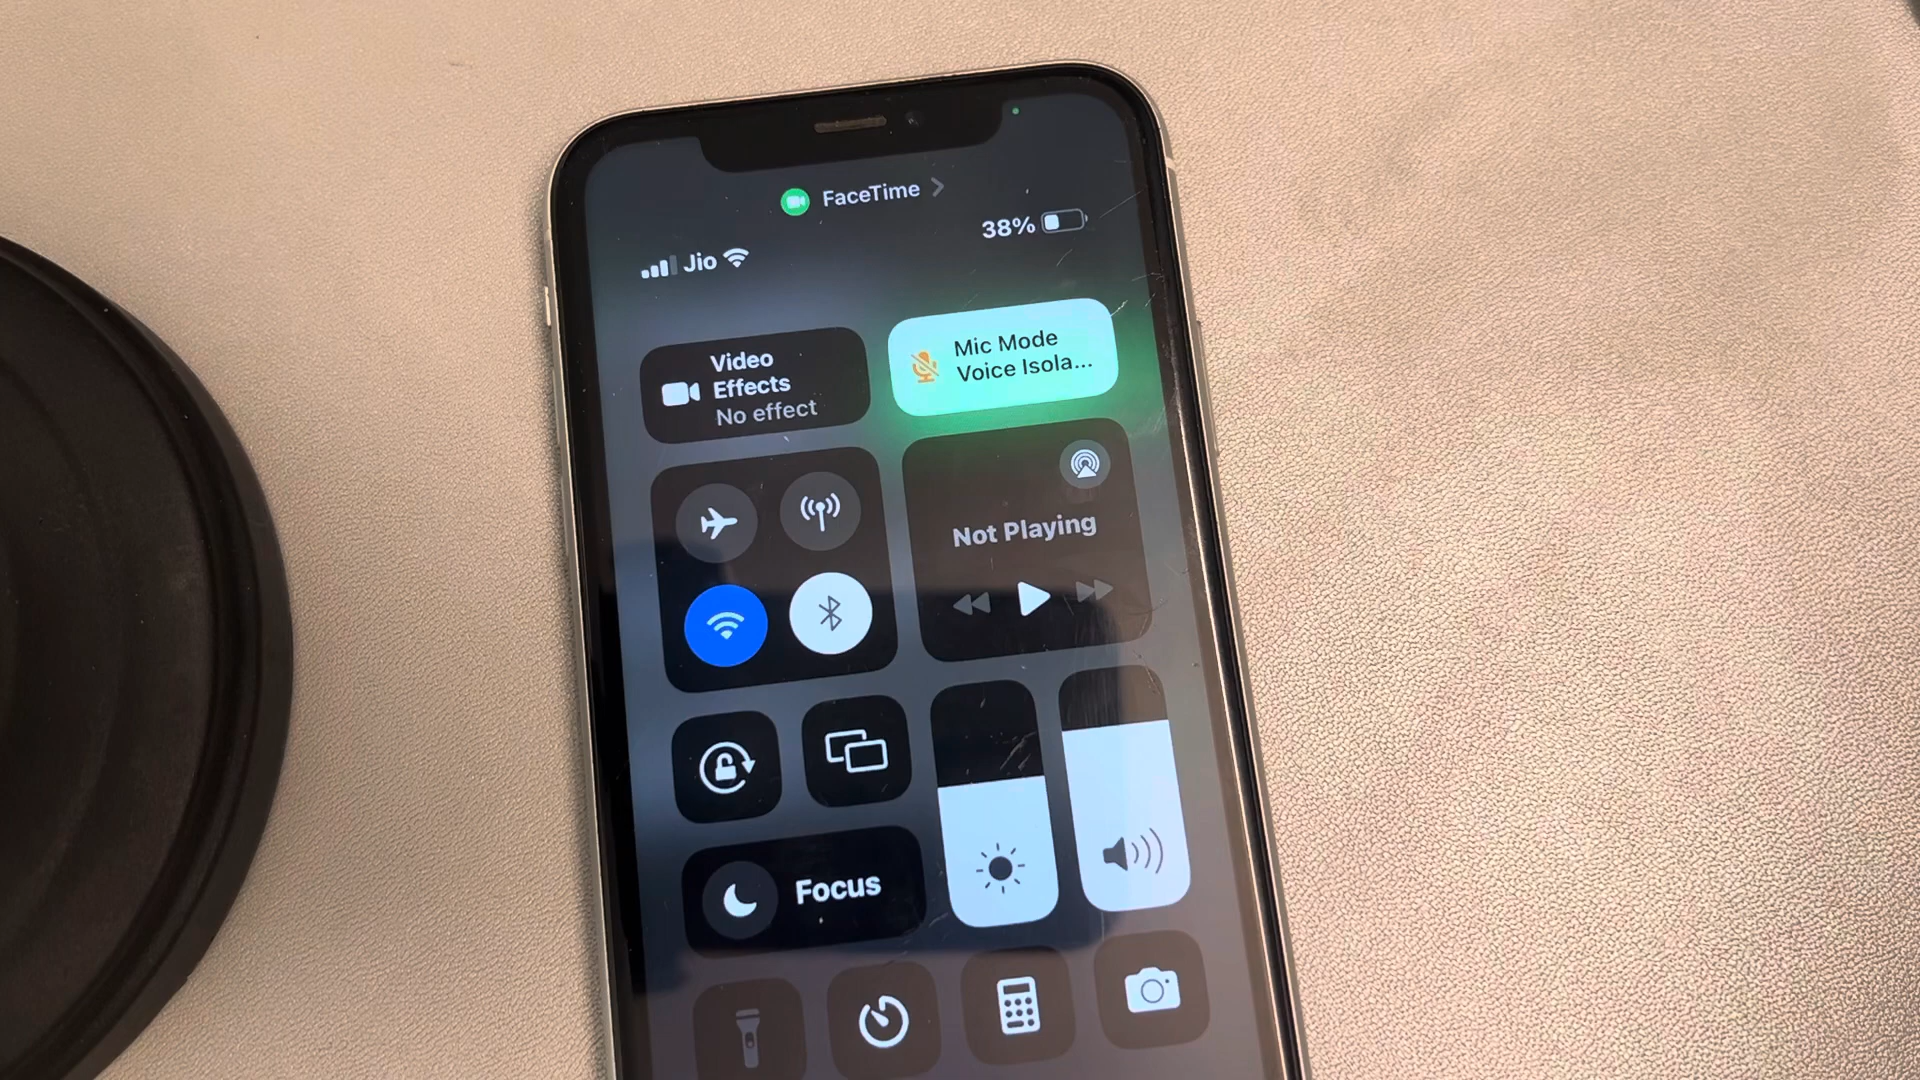 FaceTime
38%
Jio
Video
Effects
No effect
Mic Mode
Voice Isola...
Not Playing
Focus